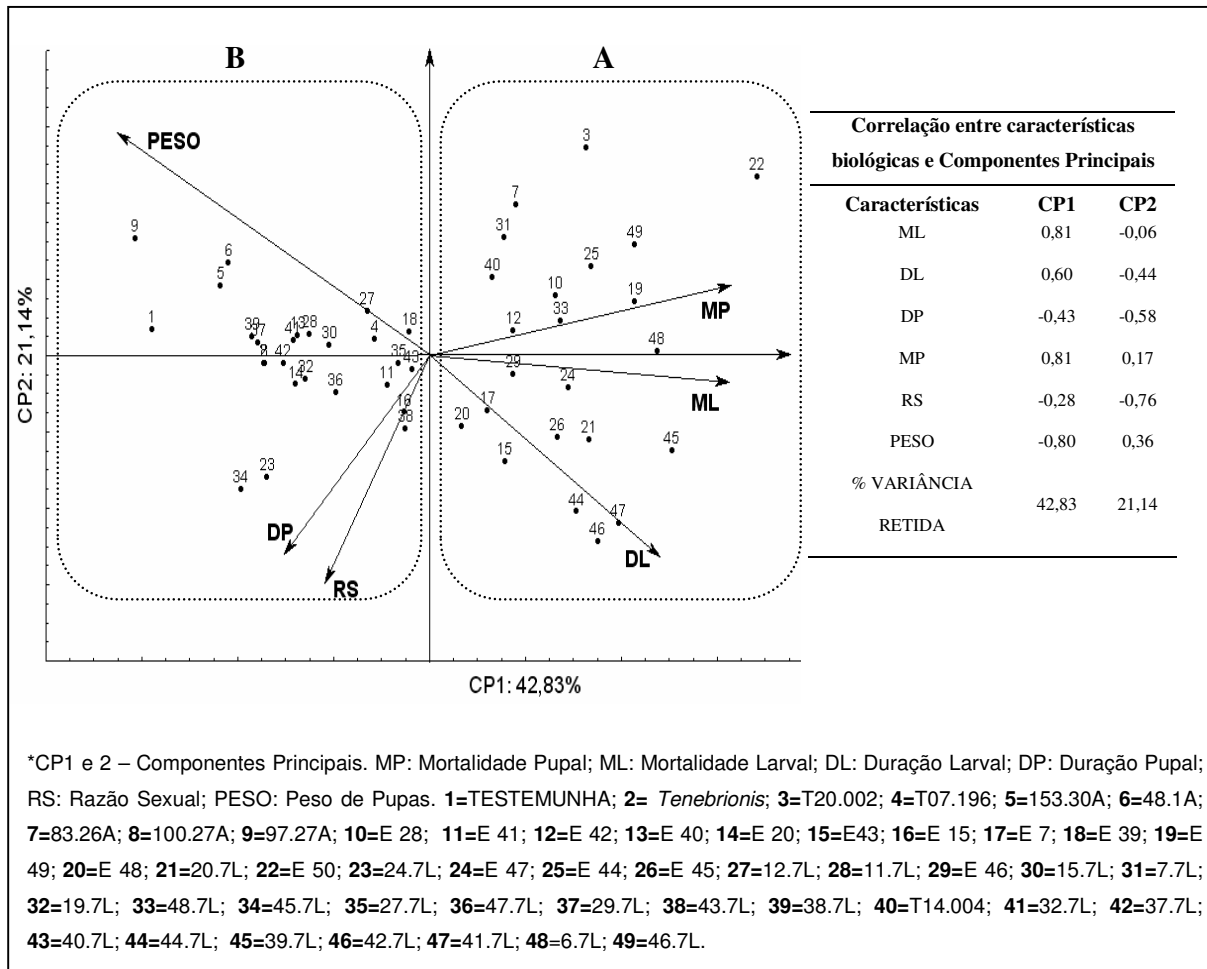 B
A
PESO
3
22
7
9
31
49
6
25
40
5
10
19
MP
27
33
1
12
18
39
37
41
13
28
30
4
48
CP2: 21,14%
42
35
43
29
ML
14
32
36
11
24
16
17
38
20
26
21
45
15
34
23
44
47
46
DP
DL
RS
CP1: 42,83%
Correlação entre características
biológicas e Componentes Principais
Características CP1 CP2
ML 0,81 -0,06
DL 0,60 -0,44
DP -0,43 -0,58
MP 0,81 0,17
RS -0,28 -0,76
PESO -0,80 0,36
% VARIÂNCIA
42,83 21,14
RETIDA
*CP1 e 2 – Componentes Principais. MP: Mortalidade Pupal; ML: Mortalidade Larval; DL: Duração Larval; DP: Duração Pupal;
RS: Razão Sexual; PESO: Peso de Pupas. 1=TESTEMUNHA; 2= Tenebrionis; 3=T20.002; 4=T07.196; 5=153.30A; 6=48.1A;
7=83.26A; 8=100.27A; 9=97.27A; 10=E 28; 11=E 41; 12=E 42; 13=E 40; 14=E 20; 15=E43; 16=E 15; 17=E 7; 18=E 39; 19=E
49; 20=E 48; 21=20.7L; 22=E 50; 23=24.7L; 24=E 47; 25=E 44; 26=E 45; 27=12.7L; 28=11.7L; 29=E 46; 30=15.7L; 31=7.7L;
32=19.7L; 33=48.7L; 34=45.7L; 35=27.7L; 36=47.7L; 37=29.7L; 38=43.7L; 39=38.7L; 40=T14.004; 41=32.7L; 42=37.7L;
43=40.7L; 44=44.7L; 45=39.7L; 46=42.7L; 47=41.7L; 48=6.7L; 49=46.7L.